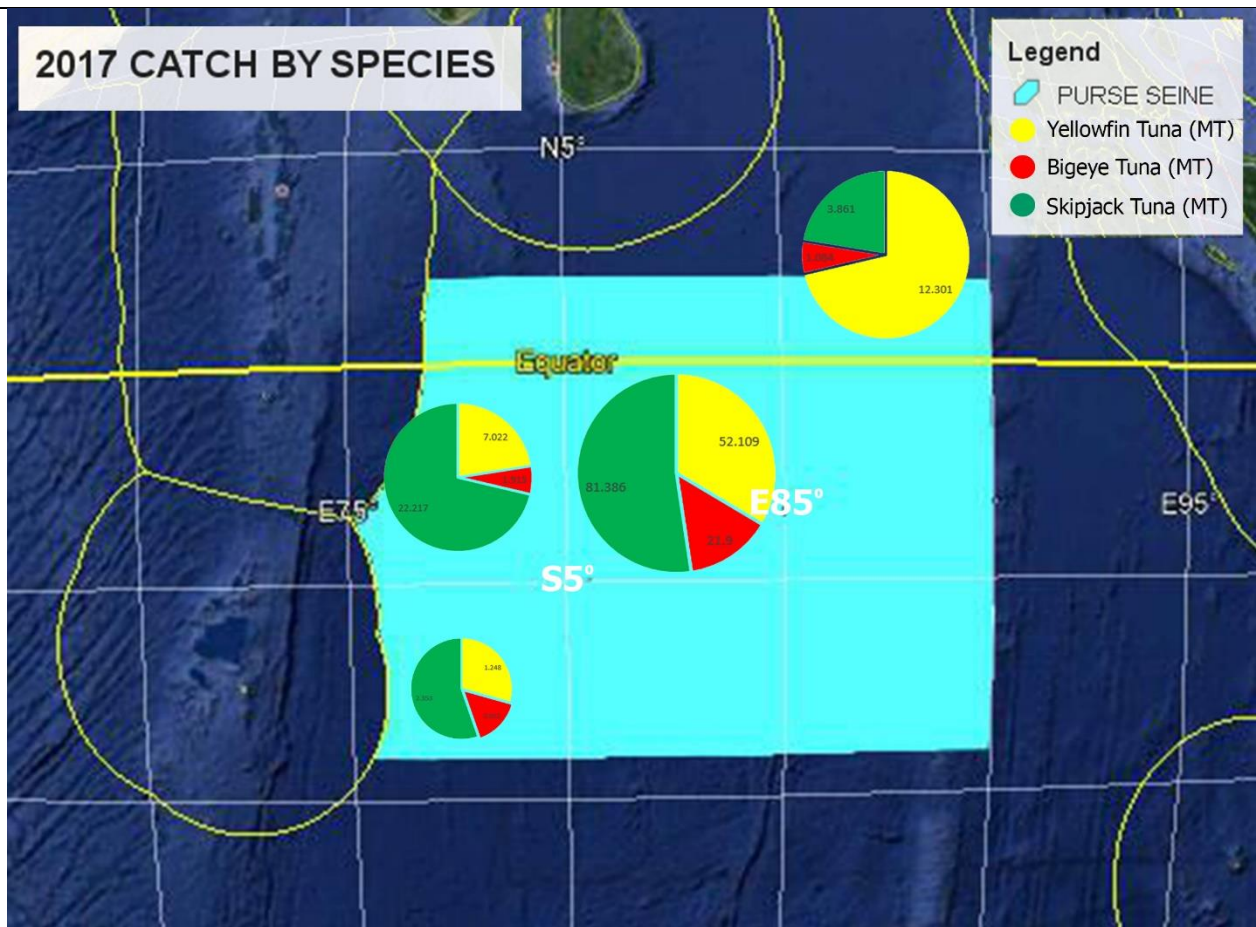 2017 CATCH BY SPECIES
Legend
PURSE SEINE
Yellowfin Tuna (MT)
Bigeye Tuna (MT)
Skipjack Tuna (MT)
N5°
3.861
12.301
Equator
7.022
22.217
52.109
81.386
21.9
E75°
E85°
E95°
S5°
1.248